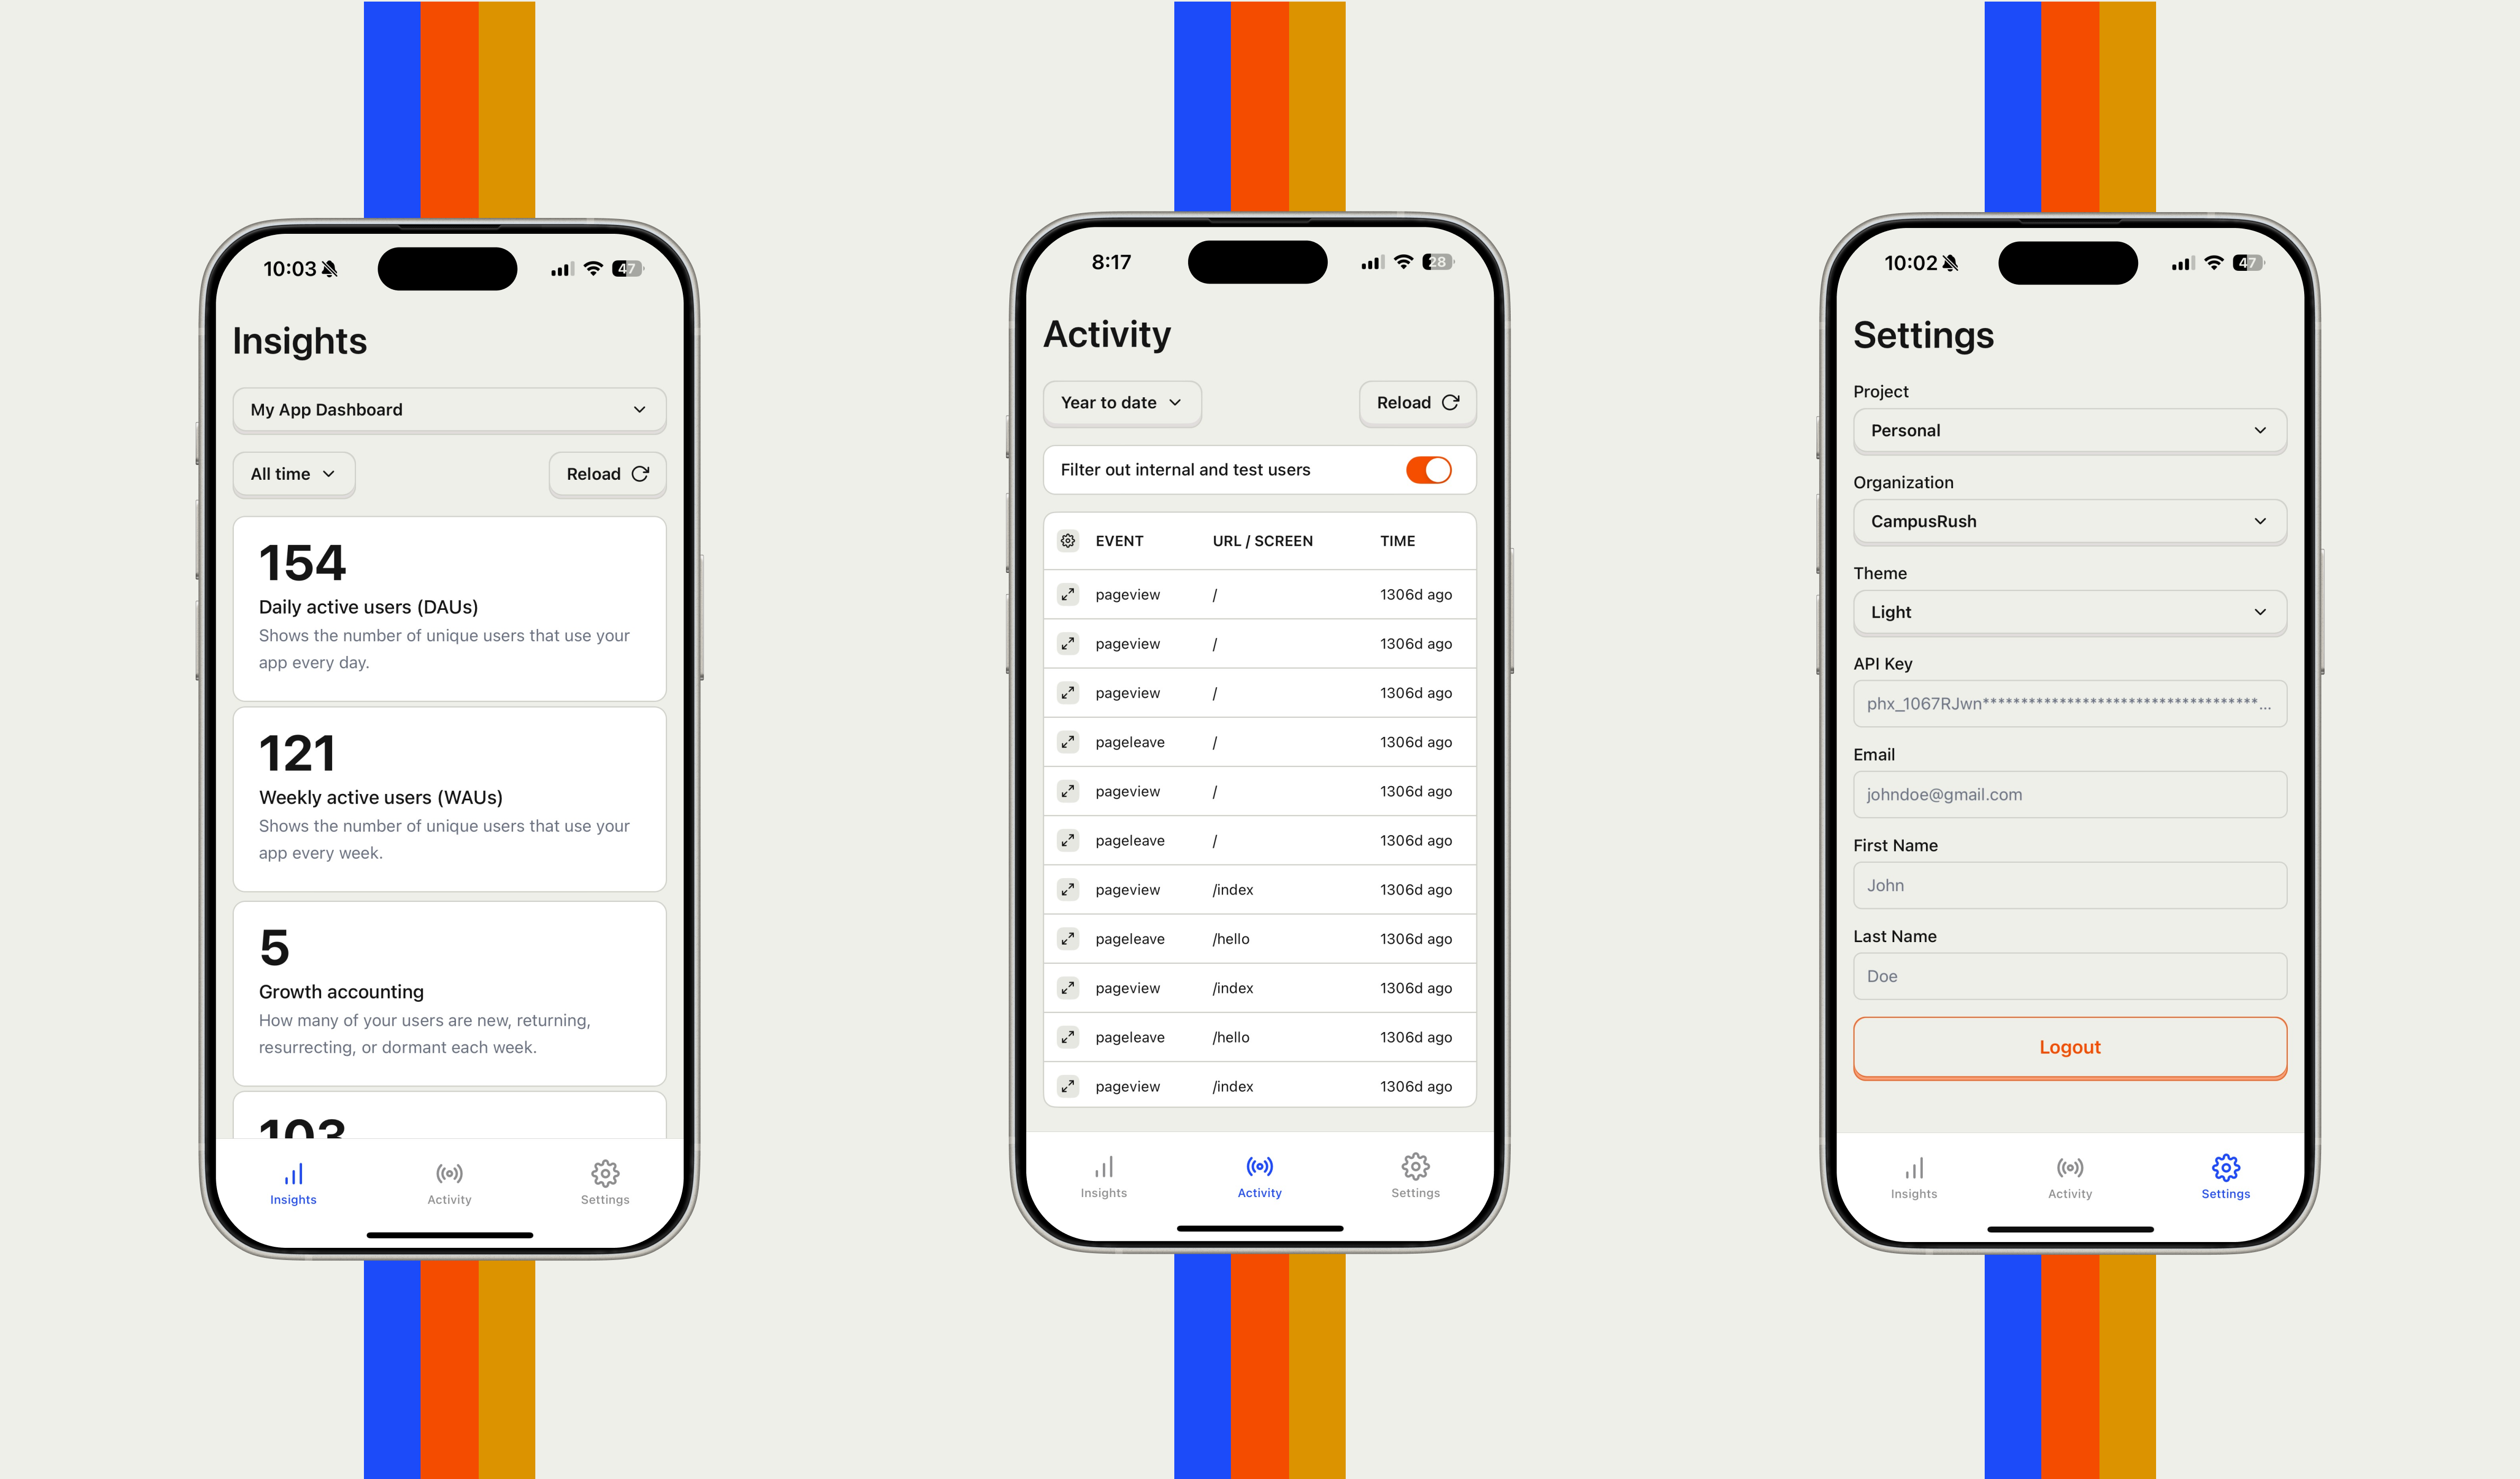 10:03
47
Insights
My App Dashboard
All time
Reload
154
Daily active users (DAUs)
Shows the number of unique users that use your
app every day.
121
Weekly active users (WAUs)
Shows the number of unique users that use your
app every week.
5
Growth accounting
How many of your users are new, returning,
resurrecting, or dormant each week.
103
Insights
Activity
Settings
8:17
28
Activity
Year to date
Reload
Filter out internal and test users
EVENT URL / SCREEN TIME
pageview / 1306d ago
pageview / 1306d ago
pageview / 1306d ago
pageleave / 1306d ago
pageview / 1306d ago
pageleave / 1306d ago
pageview /index 1306d ago
pageleave /hello 1306d ago
pageview /index 1306d ago
pageleave /hello 1306d ago
pageview /index 1306d ago
Insights
Activity
Settings
10:02
47
Settings
Project
Personal
Organization
CampusRush
Theme
Light
API Key
phx_1067RJwn************************************...
Email
johndoe@gmail.com
First Name
John
Last Name
Doe
Logout
Insights
Activity
Settings